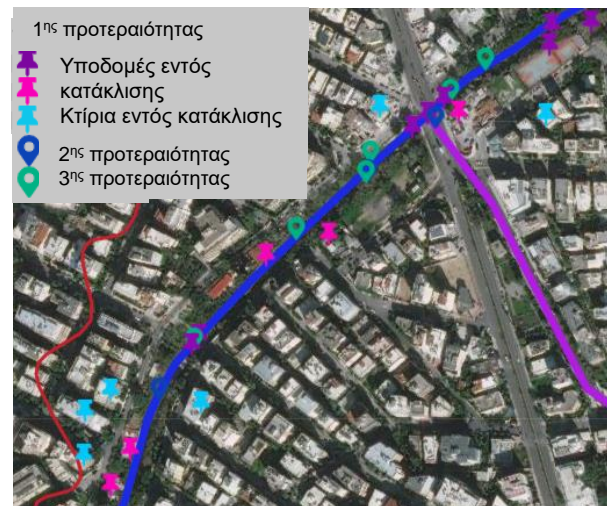 1ης προτεραιότητας
Υποδομές εντός
κατάκλισης
Κτίρια εντός κατάκλισης
2ης προτεραιότητας
3ης προτεραιότητας